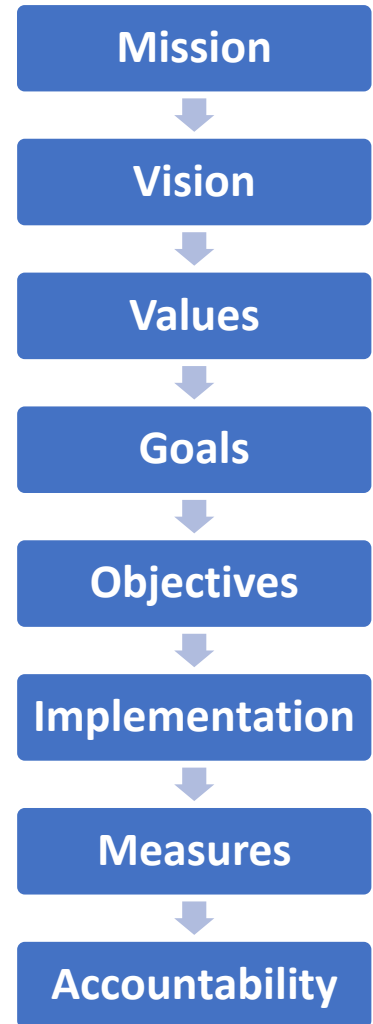 Mission
Vision
Values
Goals
Objectives
Implementation
Measures
Accountability